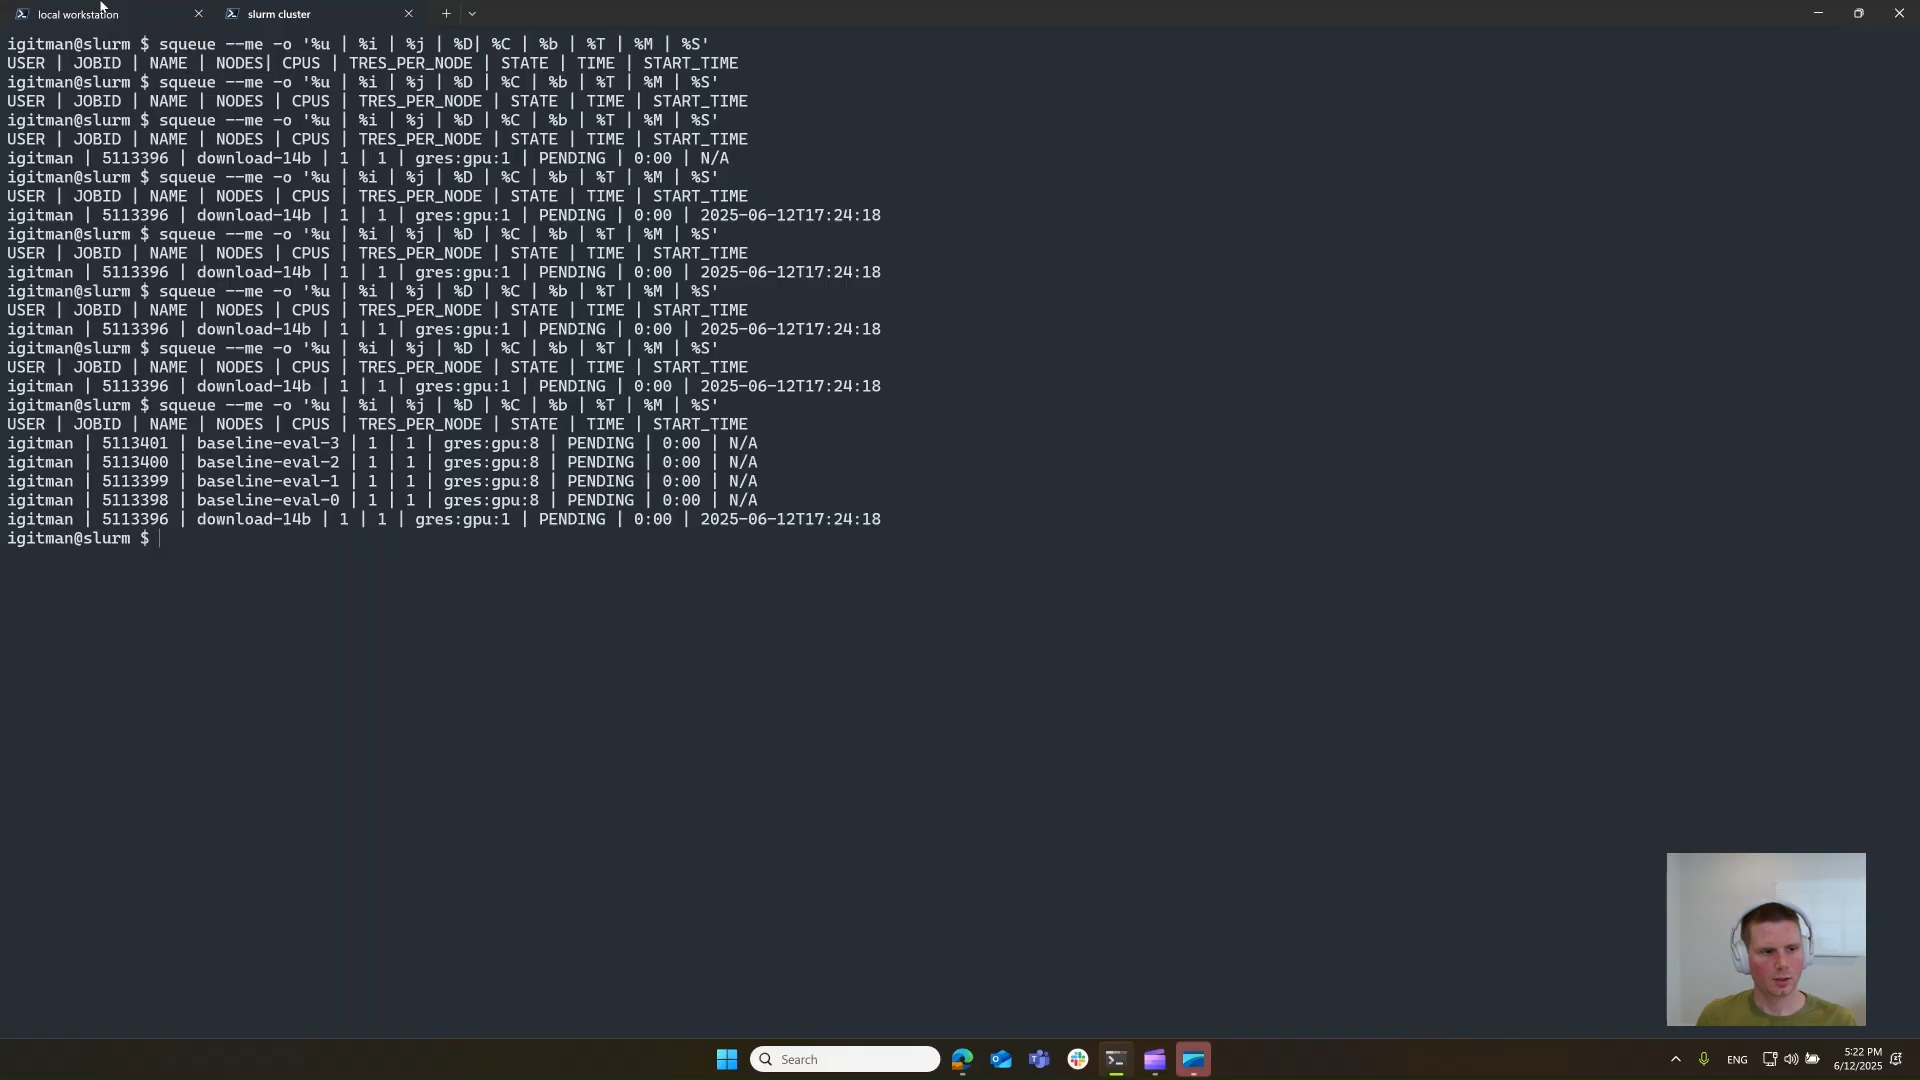 local workstation
slurm cluster
igitman@slurm $ squeue --me -o '%u | %i | %j | %D| %C | %b | %T | %M | %S'
USER | JOBID | NAME | NODES| CPUS | TRES_PER_NODE | STATE | TIME | START_TIME
igitman@slurm $ squeue --me -o '%u | %i | %j | %D | %C | %b | %T | %M | %S'
USER | JOBID | NAME | NODES | CPUS | TRES_PER_NODE | STATE | TIME | START_TIME
igitman@slurm $ squeue --me -o '%u | %i | %j | %D | %C | %b | %T | %M | %S'
USER | JOBID | NAME | NODES | CPUS | TRES_PER_NODE | STATE | TIME | START_TIME
igitman | 5113396 | download-14b | 1 | 1 | gres:gpu:1 | PENDING | 0:00 | N/A
igitman@slurm $ squeue --me -o '%u | %i | %j | %D | %C | %b | %T | %M | %S'
USER | JOBID | NAME | NODES | CPUS | TRES_PER_NODE | STATE | TIME | START_TIME
igitman | 5113396 | download-14b | 1 | 1 | gres:gpu:1 | PENDING | 0:00 | 2025-06-12T17:24:18
igitman@slurm $ squeue --me -o '%u | %i | %j | %D | %C | %b | %T | %M | %S'
USER | JOBID | NAME | NODES | CPUS | TRES_PER_NODE | STATE | TIME | START_TIME
igitman | 5113396 | download-14b | 1 | 1 | gres:gpu:1 | PENDING | 0:00 | 2025-06-12T17:24:18
igitman@slurm $ squeue --me -o '%u | %i | %j | %D | %C | %b | %T | %M | %S'
USER | JOBID | NAME | NODES | CPUS | TRES_PER_NODE | STATE | TIME | START_TIME
igitman | 5113396 | download-14b | 1 | 1 | gres:gpu:1 | PENDING | 0:00 | 2025-06-12T17:24:18
igitman@slurm $ squeue --me -o '%u | %i | %j | %D | %C | %b | %T | %M | %S'
USER | JOBID | NAME | NODES | CPUS | TRES_PER_NODE | STATE | TIME | START_TIME
igitman | 5113396 | download-14b | 1 | 1 | gres:gpu:1 | PENDING | 0:00 | 2025-06-12T17:24:18
igitman@slurm $ squeue --me -o '%u | %i | %j | %D | %C | %b | %T | %M | %S'
USER | JOBID | NAME | NODES | CPUS | TRES_PER_NODE | STATE | TIME | START_TIME
igitman | 5113401 | baseline-eval-3 | 1 | 1 | gres:gpu:8 | PENDING | 0:00 | N/A
igitman | 5113400 | baseline-eval-2 | 1 | 1 | gres:gpu:8 | PENDING | 0:00 | N/A
igitman | 5113399 | baseline-eval-1 | 1 | 1 | gres:gpu:8 | PENDING | 0:00 | N/A
igitman | 5113398 | baseline-eval-0 | 1 | 1 | gres:gpu:8 | PENDING | 0:00 | N/A
igitman | 5113396 | download-14b | 1 | 1 | gres:gpu:1 | PENDING | 0:00 | 2025-06-12T17:24:18
igitman@slurm $
Search
ENG
5:22 PM
6/12/2025